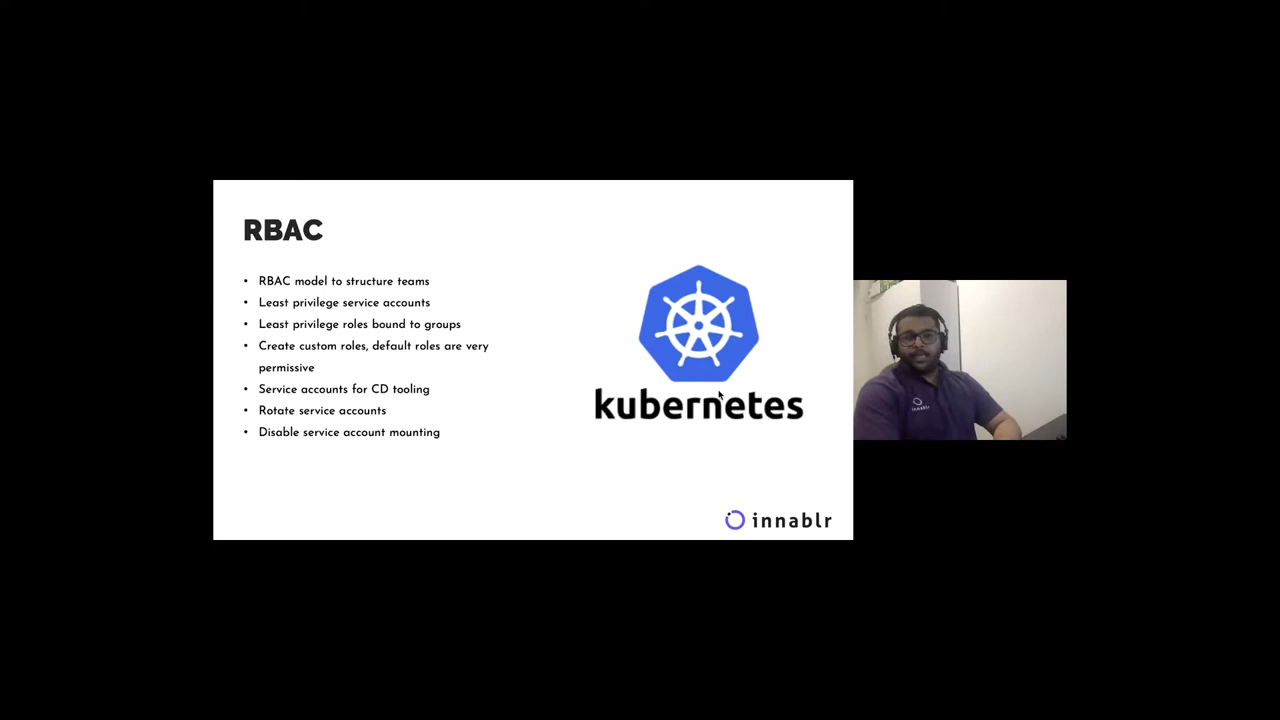 RBAC
• RBAC model to structure teams
• Least privilege service accounts
• Least privilege roles bound to groups
• Create custom roles, default roles are very
permissive
• Service accounts for CD tooling
• Rotate service accounts
• Disable service account mounting
kubernetes
innablr
innablr